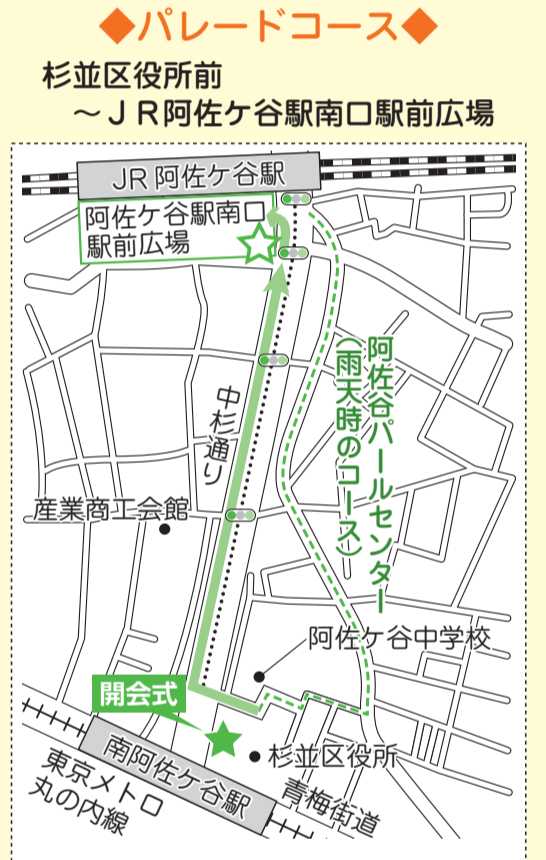 ◆パレードコース◆
杉並区役所前
～JR阿佐ケ谷駅南口駅前広場
JR 阿佐ケ谷駅
阿佐ケ谷駅南口
駅前広場
中杉通り
阿佐谷パールセンター
（雨天時のコース）
産業商工会館
阿佐ケ谷中学校
開会式
杉並区役所
南阿佐ケ谷駅
東京メトロ
丸の内線
青梅街道